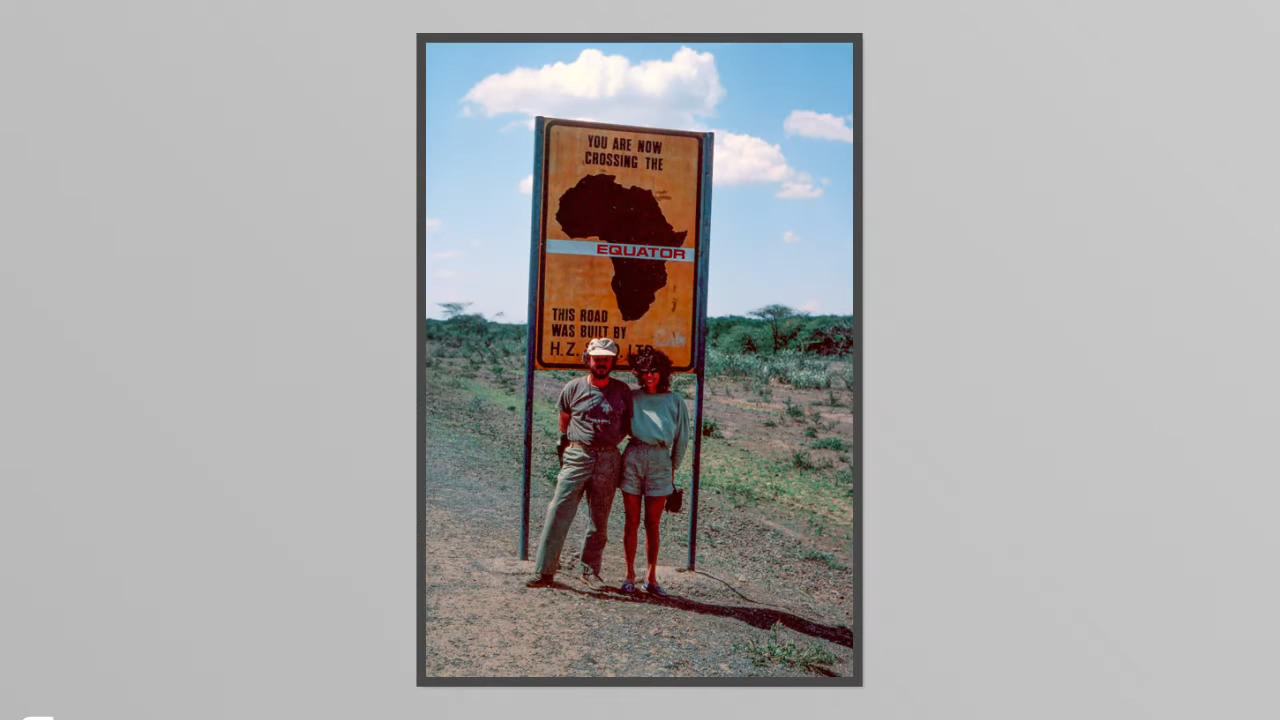 YOU ARE NOW
CROSSING THE
EQUATOR
THIS ROAD
WAS BUILT BY
H.Z.